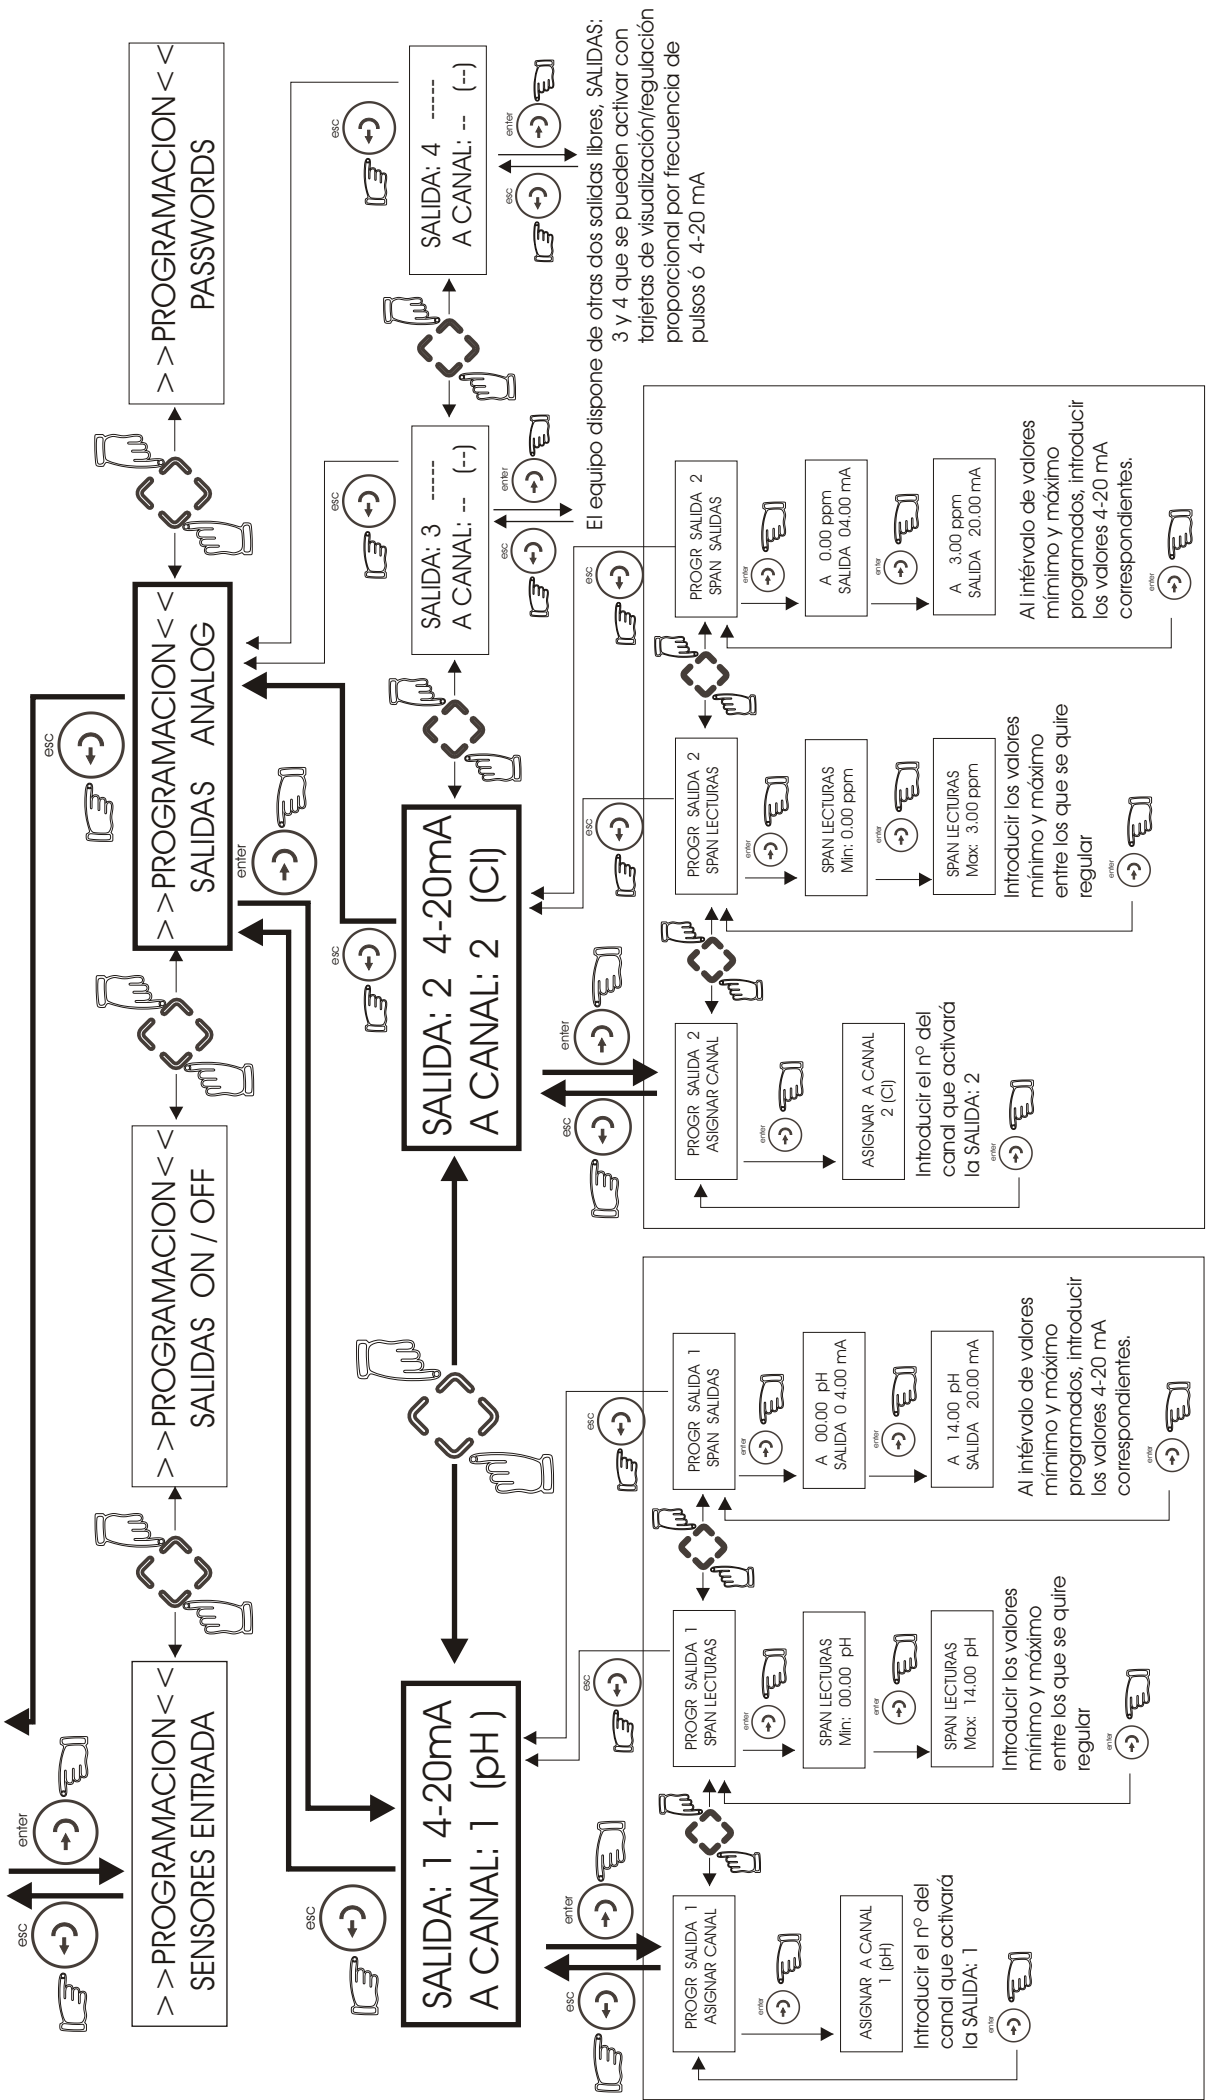 esc
enter
>>PROGRAMACION<<
SENSORES ENTRADA
>>PROGRAMACION<<
SALIDAS ON / OFF
>>PROGRAMACION<<
SALIDAS ANALOG
>>PROGRAMACION<<
PASSWORDS
esc
enter
esc
SALIDA: 1 4-20mA
A CANAL: 1 (pH )
esc
SALIDA: 2 4-20mA
A CANAL: 2 (Cl)
esc
SALIDA: 3 -----
A CANAL: -- (--)
esc
SALIDA: 4 -----
A CANAL: -- (--)
esc
enter
esc
enter
El equipo dispone de otras dos salidas libres, SALIDAS:
3 y 4 que se pueden activar con
tarjetas de visualización/regulación
proporcional por frecuencia de
pulsos ó 4-20 mA
esc
enter
esc
esc
PROGR SALIDA 1
ASIGNAR CANAL
enter
ASIGNAR A CANAL
1 (pH)
Introducir el nº del
canal que activará
la SALIDA: 1
enter
PROGR SALIDA 1
SPAN LECTURAS
enter
SPAN LECTURAS
Min: 00.00 pH
enter
SPAN LECTURAS
Max: 14.00 pH
Introducir los valores
mínimo y máximo
entre los que se quire
regular
enter
PROGR SALIDA 1
SPAN SALIDAS
enter
A 00.00 pH
SALIDA 0 4.00 mA
enter
A 14.00 pH
SALIDA 20.00 mA
Al intérvalo de valores
mímimo y máximo
programados, introducir
los valores 4-20 mA
correspondientes.
enter
esc
enter
esc
esc
PROGR SALIDA 2
ASIGNAR CANAL
enter
ASIGNAR A CANAL
2 (Cl)
Introducir el nº del
canal que activará
la SALIDA: 2
enter
PROGR SALIDA 2
SPAN LECTURAS
enter
SPAN LECTURAS
Min: 0.00 ppm
enter
SPAN LECTURAS
Max: 3.00 ppm
Introducir los valores
mínimo y máximo
entre los que se quire
regular
enter
PROGR SALIDA 2
SPAN SALIDAS
enter
A 0.00 ppm
SALIDA 04.00 mA
enter
A 3.00 ppm
SALIDA 20.00 mA
Al intérvalo de valores
mímimo y máximo
programados, introducir
los valores 4-20 mA
correspondientes.
enter